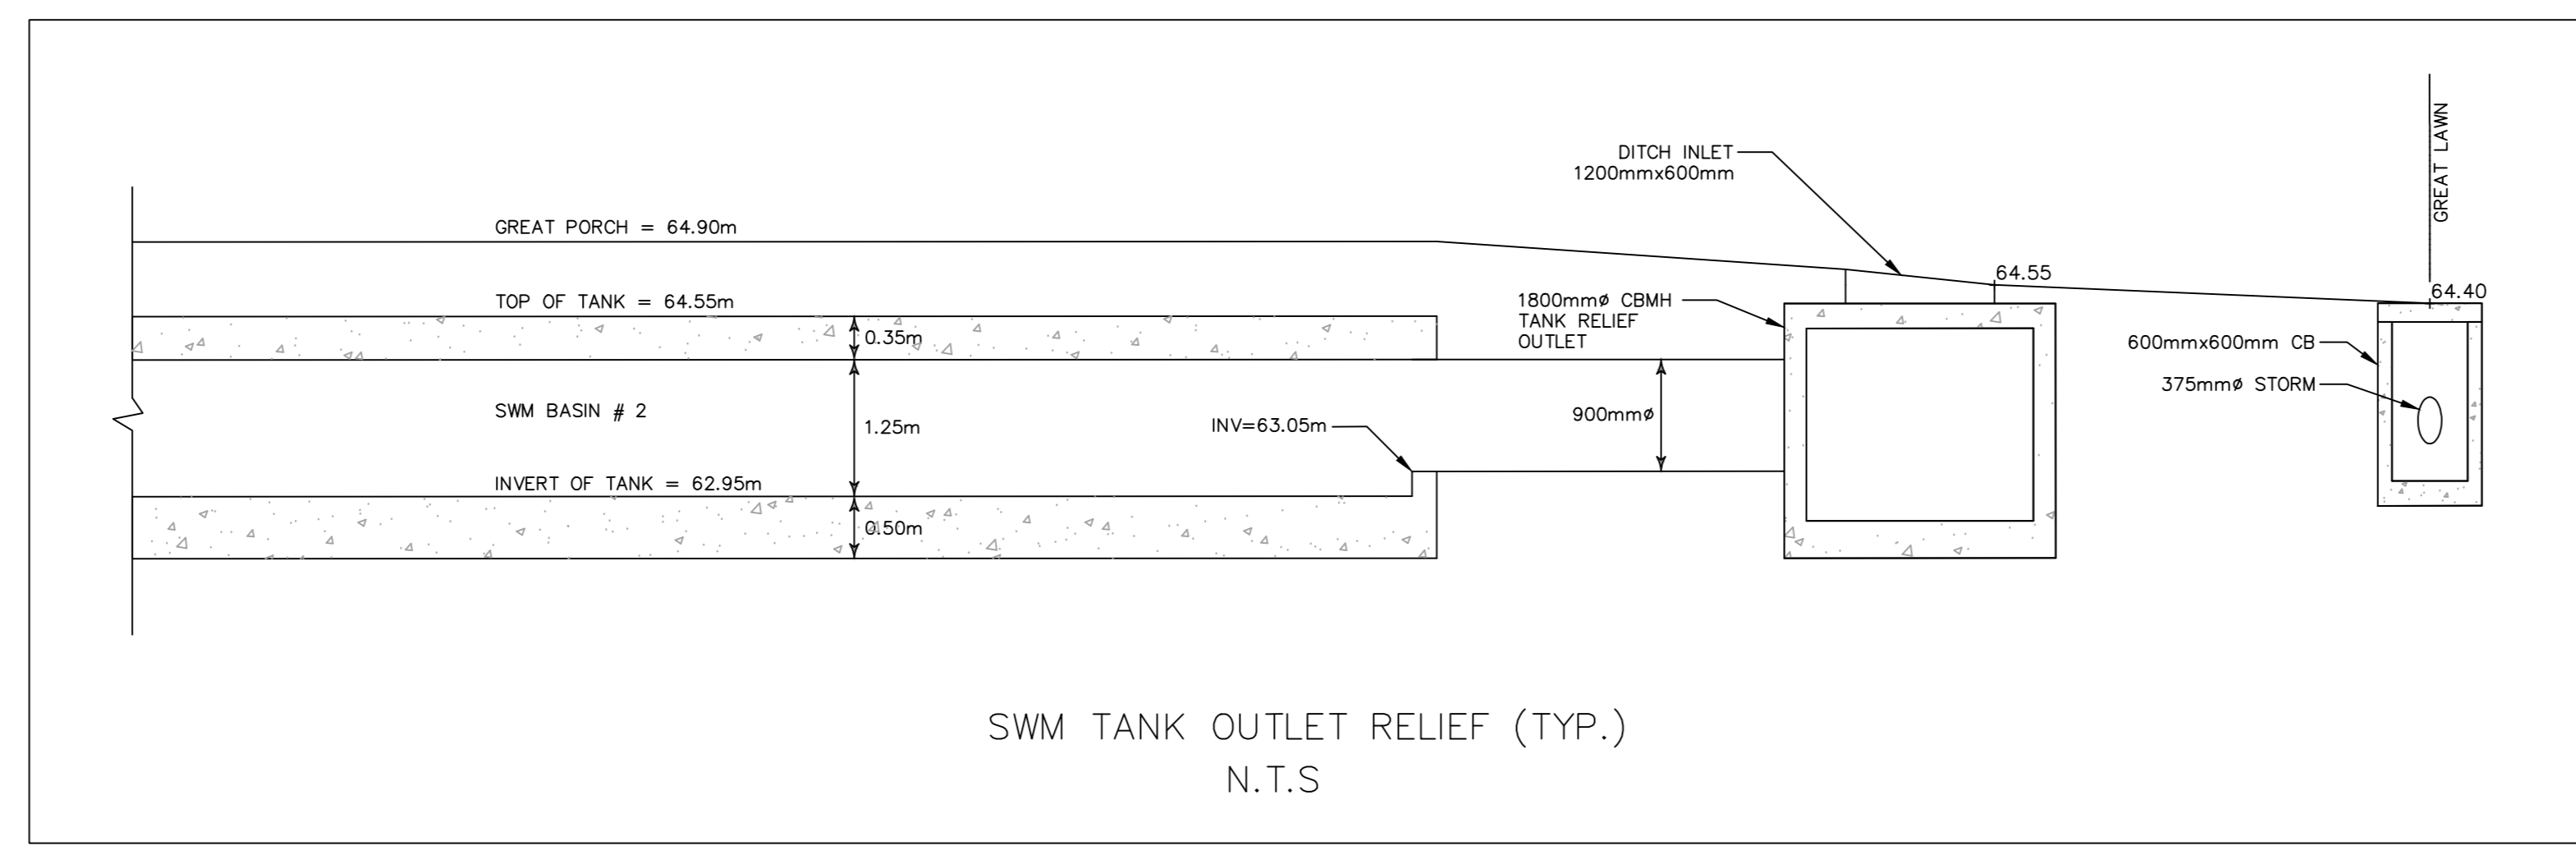 GREAT LAWN
DITCH INLET
1200mmx600mm
GREAT PORCH = 64.90m
64.55
64.40
TOP OF TANK = 64.55m
1800mmø CBMH
TANK RELIEF
OUTLET
0.35m
600mmx600mm CB
375mmø STORM
SWM BASIN # 2
1.25m
INV=63.05m
900mmø
INVERT OF TANK = 62.95m
0.50m
SWM TANK OUTLET RELIEF (TYP.)
N.T.S